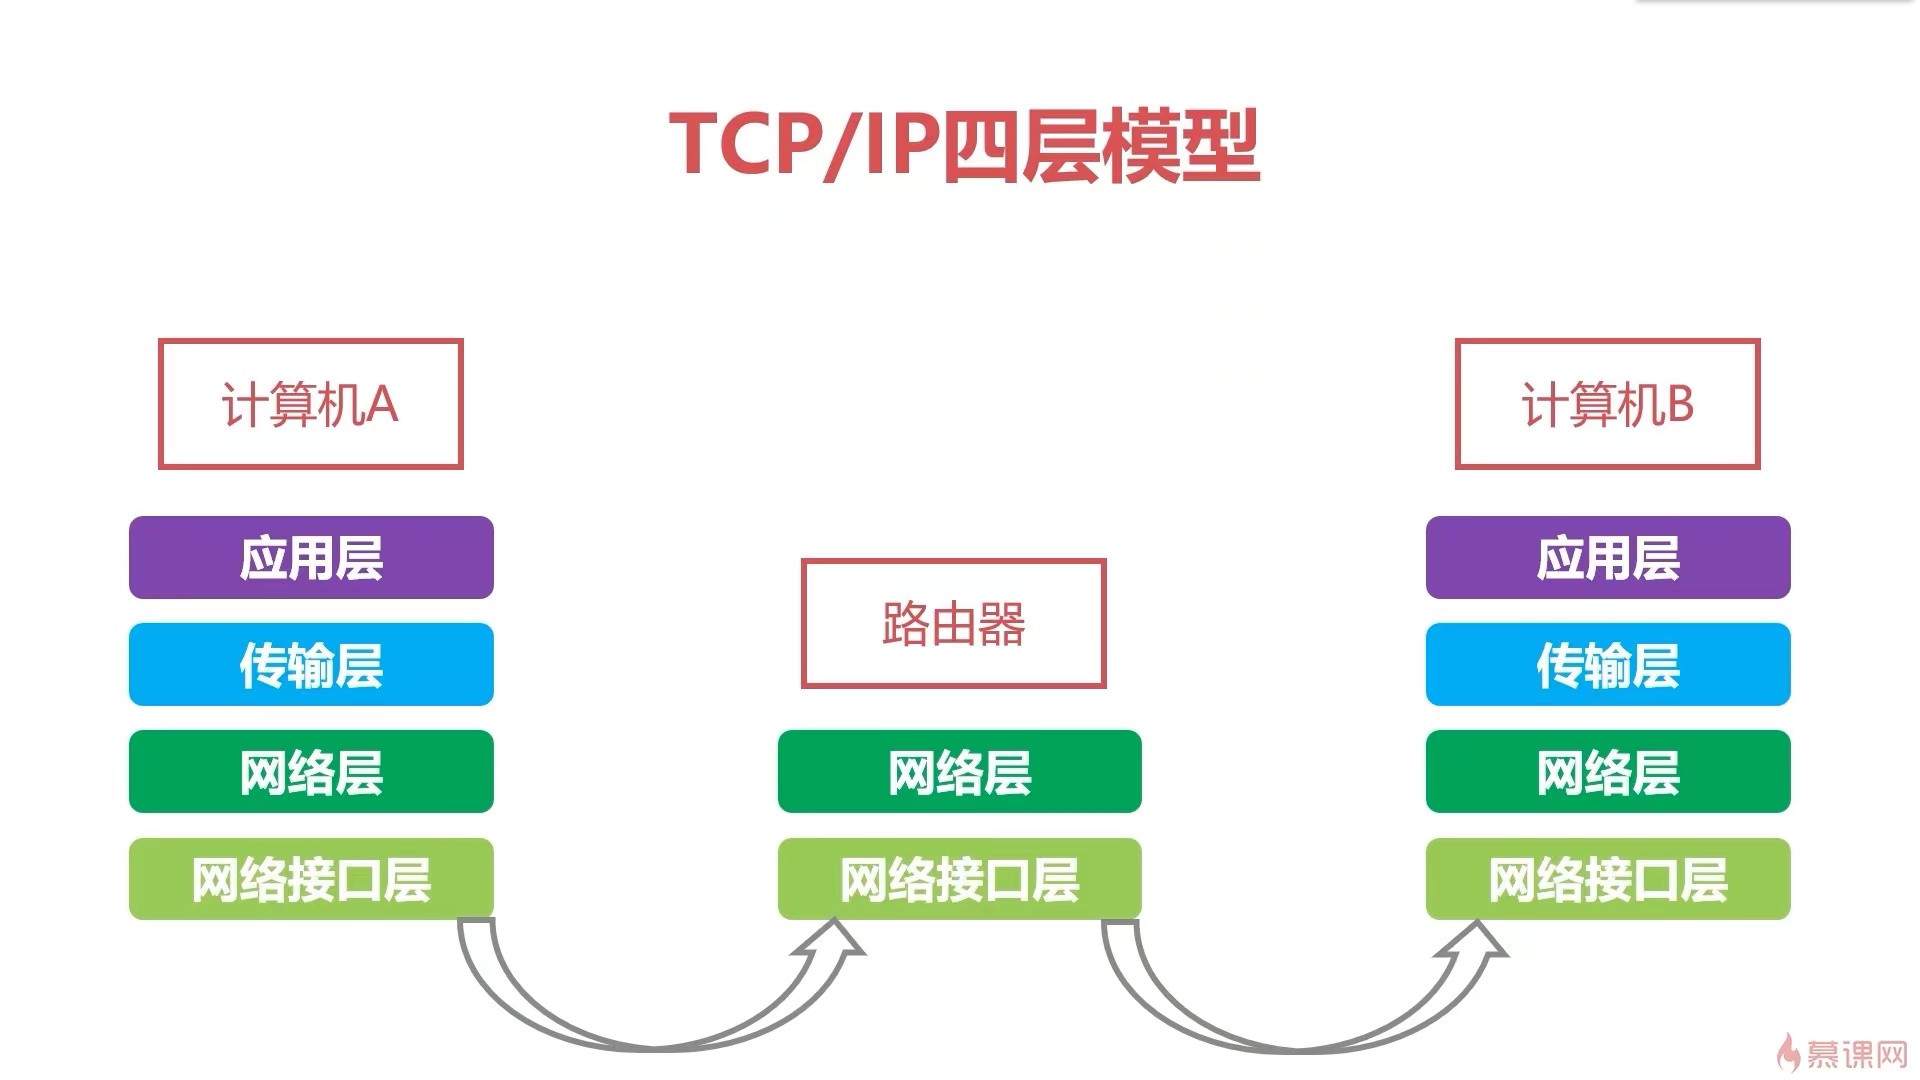 TCP/IP四层模型
计算机A
应用层
传输层
网络层
网络接口层
路由器
网络层
网络接口层
计算机B
应用层
传输层
网络层
网络接口层
慕课网